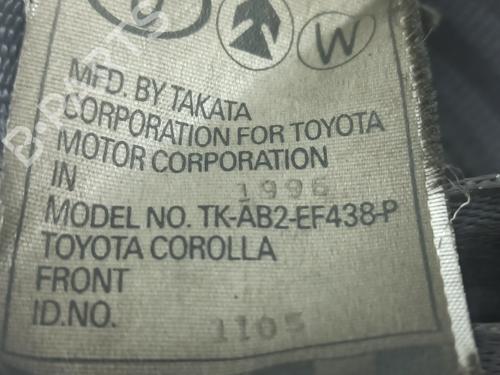 W
MFD. BY TAKATA
CORPORATION FOR TOYOTA
MOTOR CORPORATION
IN 1996
MODEL NO. TK-AB2-EF438-P
TOYOTA COROLLA
FRONT
ID.NO. 1105
B-PARTS